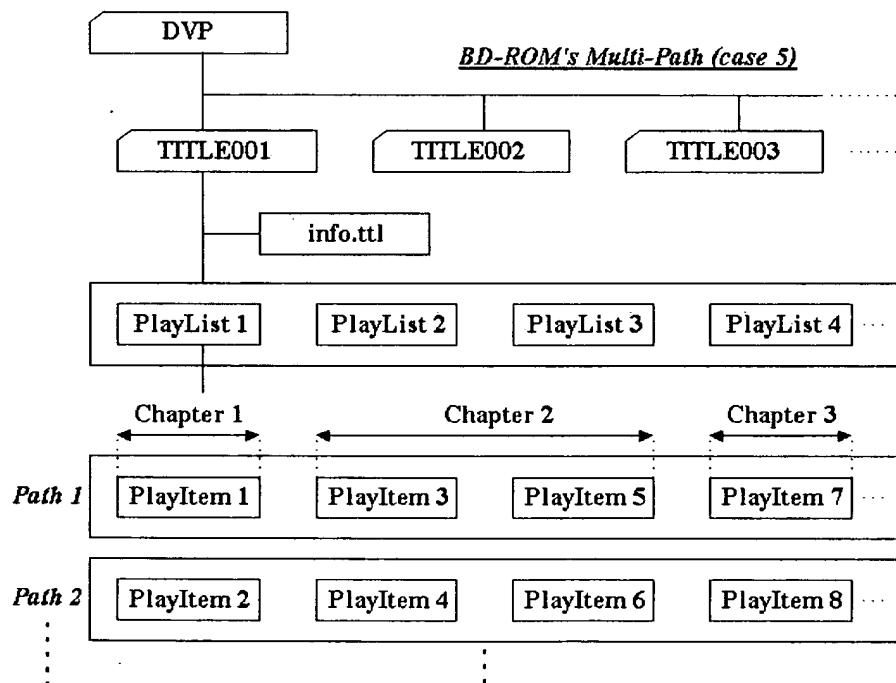 DVP
BD-ROM's Multi-Path (case 5)
TITLE001 TITLE002 TITLE003
info.ttl
PlayList 1 PlayList 2 PlayList 3 PlayList 4
Chapter 1 Chapter 2 Chapter 3
Path 1 PlayItem 1 PlayItem 3 PlayItem 5 PlayItem 7
Path 2 PlayItem 2 PlayItem 4 PlayItem 6 PlayItem 8